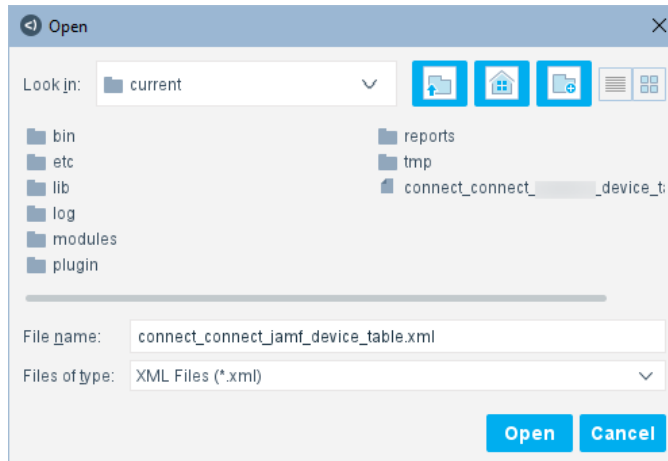 Open
Look in: current
bin
etc
lib
log
modules
plugin
reports
tmp
connect_connect_ _device_t
File name: connect_connect_jamf_device_table.xml
Files of type: XML Files (*.xml)
Open Cancel